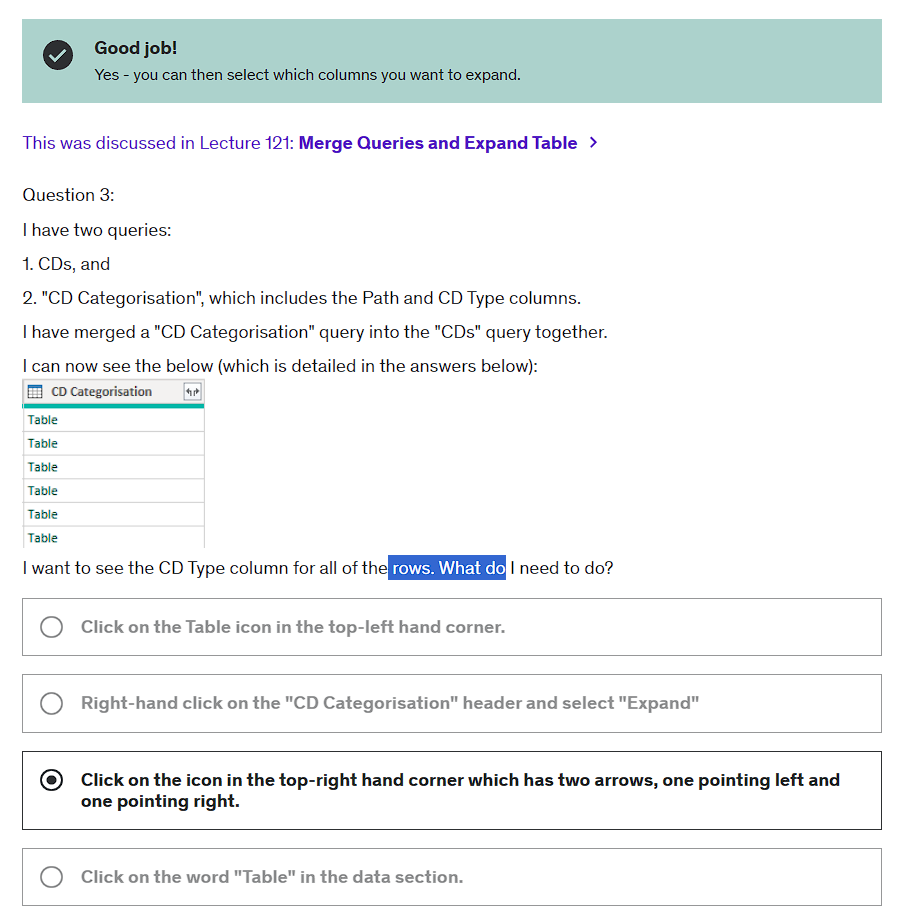 Good job!
Yes - you can then select which columns you want to expand.
This was discussed in Lecture 121: Merge Queries and Expand Table
Question 3:
I have two queries:
1. CDs, and
2. "CD Categorisation", which includes the Path and CD Type columns.
I have merged a "CD Categorisation" query into the "CDs" query together.
I can now see the below (which is detailed in the answers below):
CD Categorisation
Table
Table
Table
Table
Table
Table
I want to see the CD Type column for all of the rows. What do I need to do?
Click on the Table icon in the top-left hand corner.
Right-hand click on the "CD Categorisation" header and select "Expand"
Click on the icon in the top-right hand corner which has two arrows, one pointing left and
one pointing right.
Click on the word "Table" in the data section.